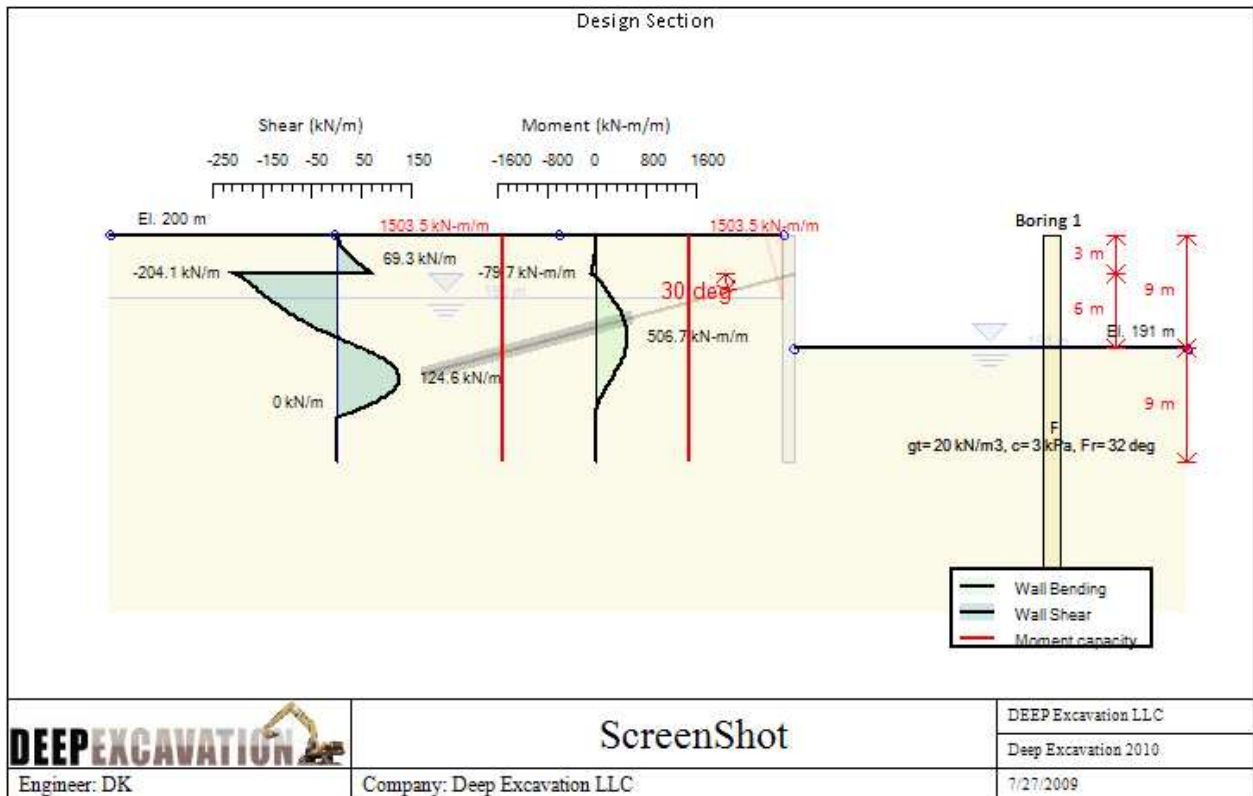 Design Section
Shear (kN/m)
Moment (kN-m/m)
-250 -150 -50 50 150
-1600 -800 0 800 1600
El. 200 m
1503.5 kN-m/m
1503.5 kN-m/m
Boring 1
69.3 kN/m
3 m
-204.1 kN/m
-79.7 kN-m/m
30 deg
9 m
6 m
El. 191 m
506.7 kN-m/m
124.6 kN/m
0 kN/m
9 m
F
gt= 20 kN/m3, c= 3 kPa, Fr= 32 deg
Wall Bending
Wall Shear
Moment capacity
DEEP EXCAVATION
ScreenShot
DEEP Excavation LLC
Deep Excavation 2010
Engineer: DK
Company: Deep Excavation LLC
7/27/2009